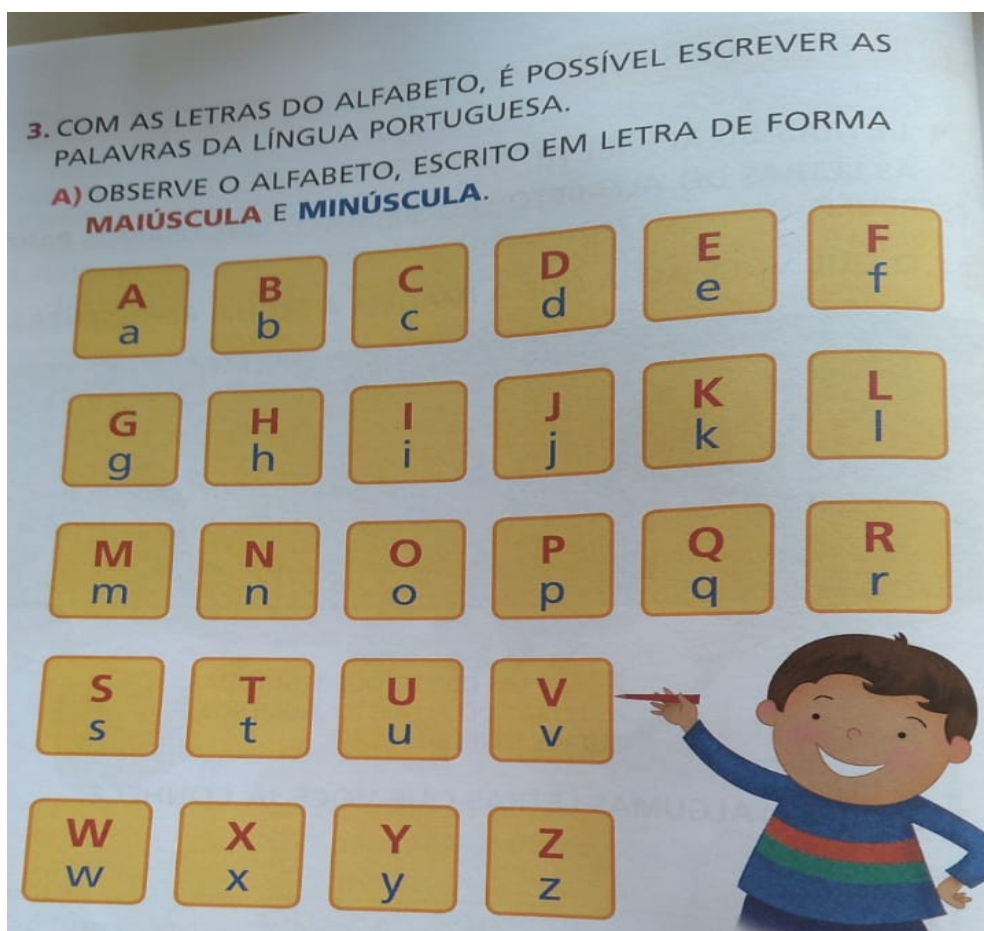 3. COM AS LETRAS DO ALFABETO, É POSSÍVEL ESCREVER AS
PALAVRAS DA LÍNGUA PORTUGUESA.
A) OBSERVE O ALFABETO, ESCRITO EM LETRA DE FORMA
MAIÚSCULA E MINÚSCULA.
A B C D E F
a b c d e f
G H I J K L
g h i j k l
M N O P Q R
m n o p q r
S T U V
s t u v
W X Y Z
w x y z